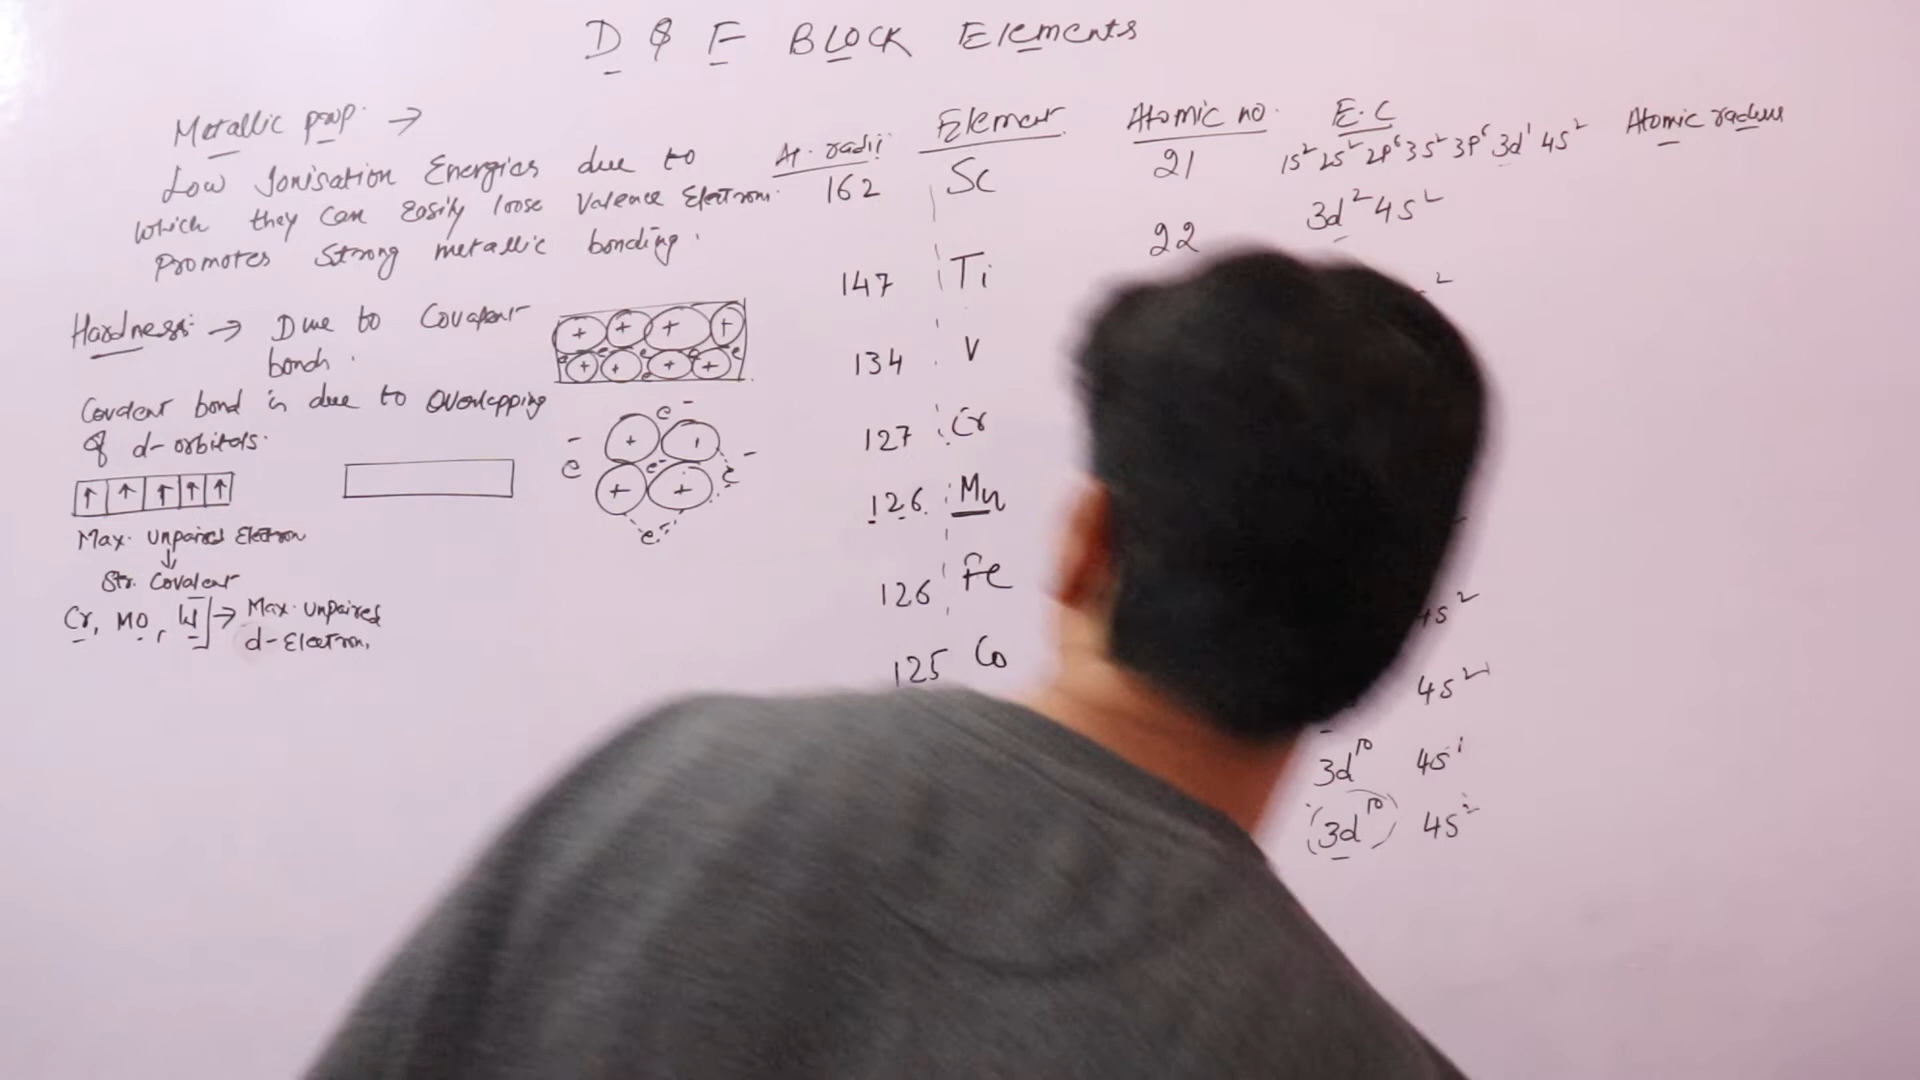 D & F BLOCK Elements
Metallic prop. →
Low Ionisation Energies due to
which they can easily loose valence Electron.
Promotes Strong metallic bonding.
Hardness: → Due to Covalent
bond.
Covalent bond is due to Overlapping
of d-orbitals.
↑ ↑ ↑ ↑ ↑
Max. unpaired Electron
↓
Str. Covalent
Cr, MO, W → Max. unpaired
d-Electron.
+ + + +
e e e e e
+ + + +
e
e-
- + + -
e e- e
+ +
e-
At. radii Element Atomic no. E.C Atomic radius
162 Sc 21 1s² 2s² 2p⁶ 3s² 3p⁶ 3d¹ 4s²
147 Ti 22 3d² 4s²
134 V ²
127 Cr
126 Mn
126 Fe 4s²
125 Co 4s²
3d¹⁰ 4s¹
(3d¹⁰) 4s²